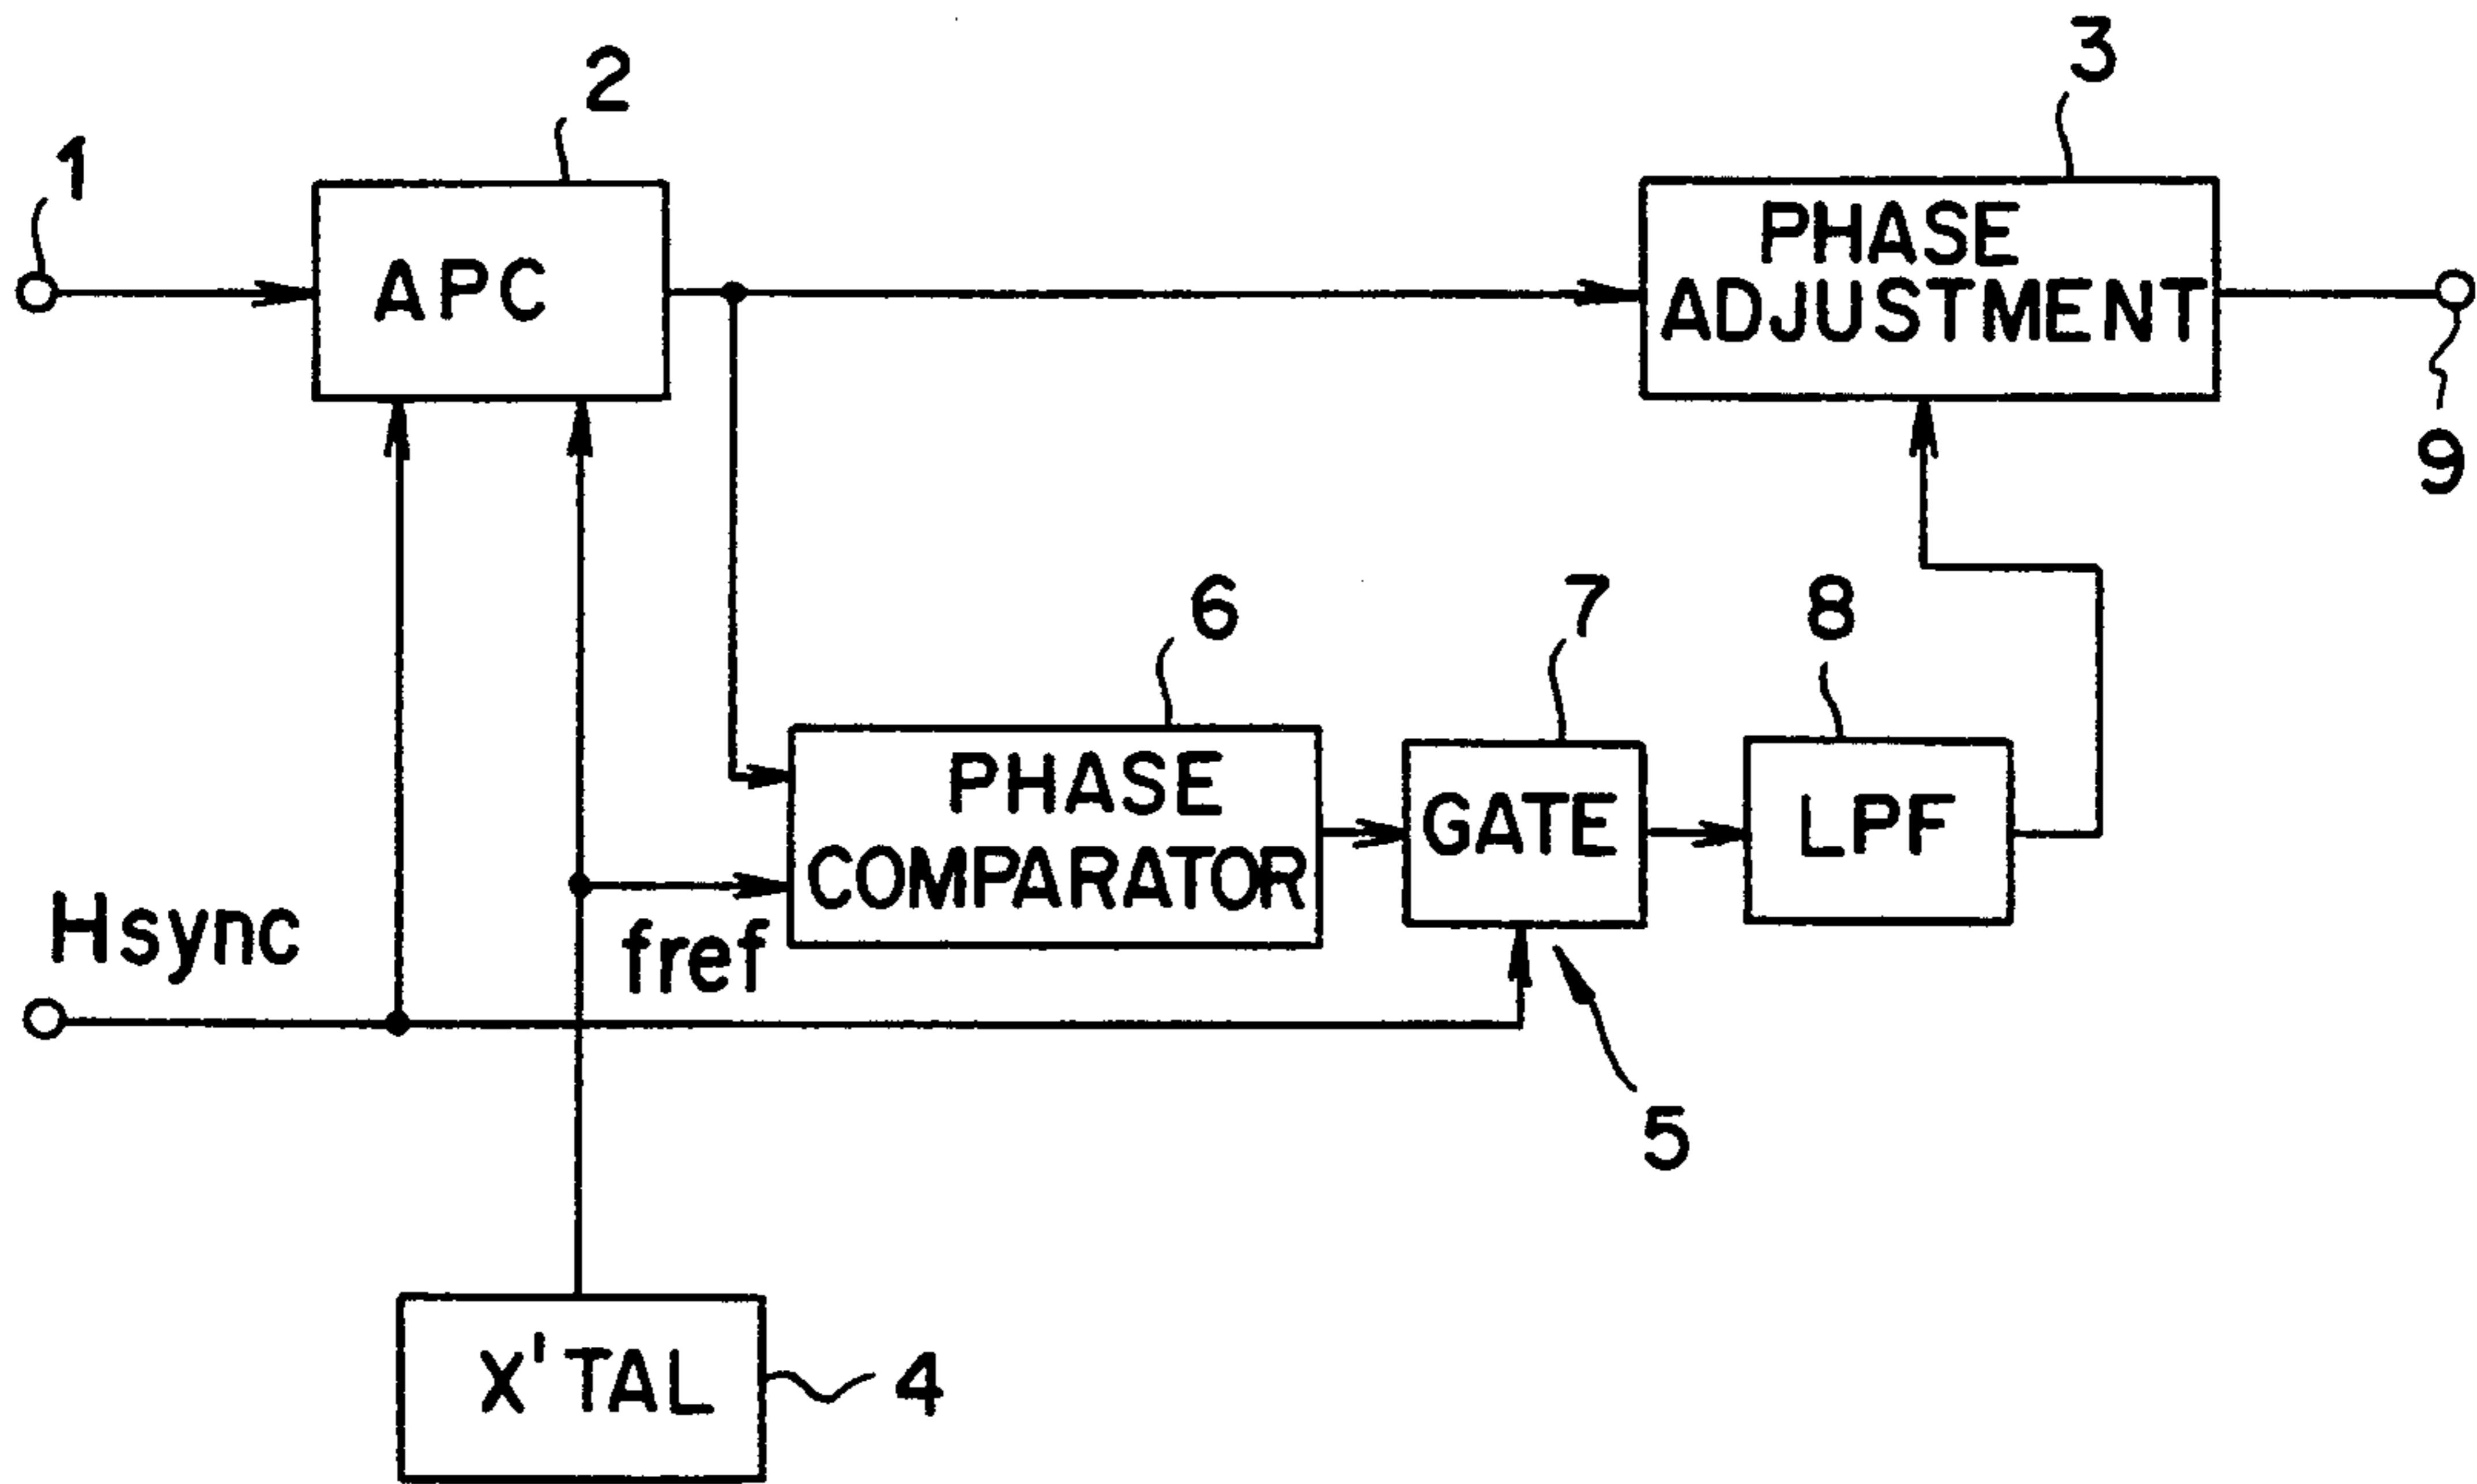 1
2
3
APC
PHASE
ADJUSTMENT
9
6
7
8
PHASE
COMPARATOR
GATE
LPF
Hsync
fref
5
X'TAL
4